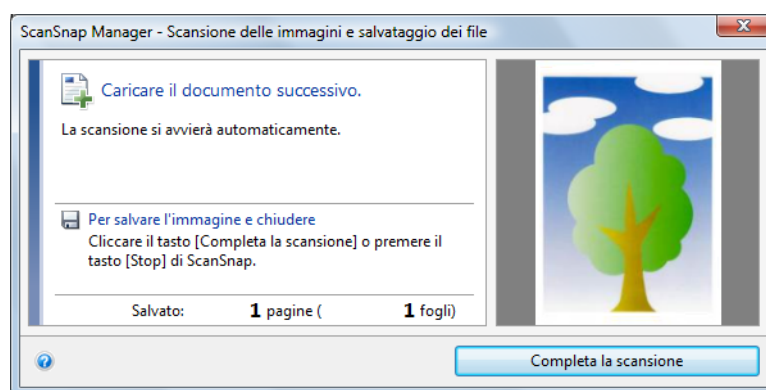 ScanSnap Manager - Scansione delle immagini e salvataggio dei file
Caricare il documento successivo.
La scansione si avvierà automaticamente.
Per salvare l'immagine e chiudere
Cliccare il tasto [Completa la scansione] o premere il
tasto [Stop] di ScanSnap.
Salvato: 1 pagine ( 1 fogli)
Completa la scansione